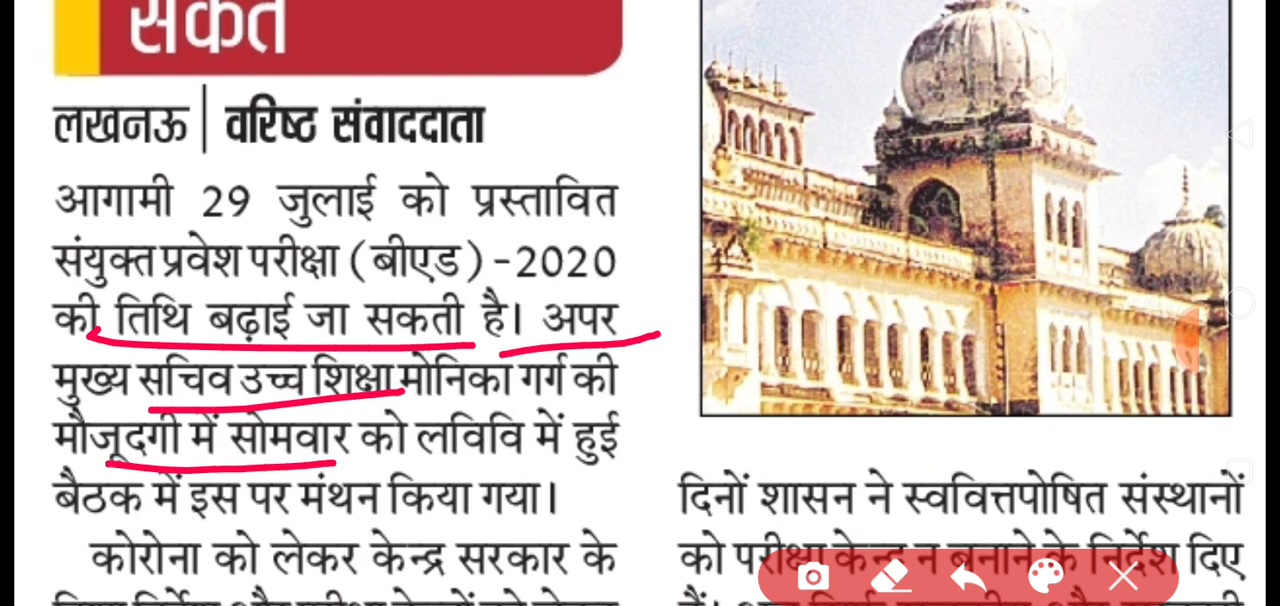 संकेत
लखनऊ | वरिष्ठ संवाददाता
आगामी 29 जुलाई को प्रस्तावित
संयुक्त प्रवेश परीक्षा (बीएड)-2020
की तिथि बढ़ाई जा सकती है। अपर
मुख्य सचिव उच्च शिक्षा मोनिका गर्ग की
मौजूदगी में सोमवार को लविवि में हुई
बैठक में इस पर मंथन किया गया।
कोरोना को लेकर केन्द्र सरकार के
दिनों शासन ने स्ववित्तपोषित संस्थानों
को परीक्षा केन्द्र न बनाने के निर्देश दिए